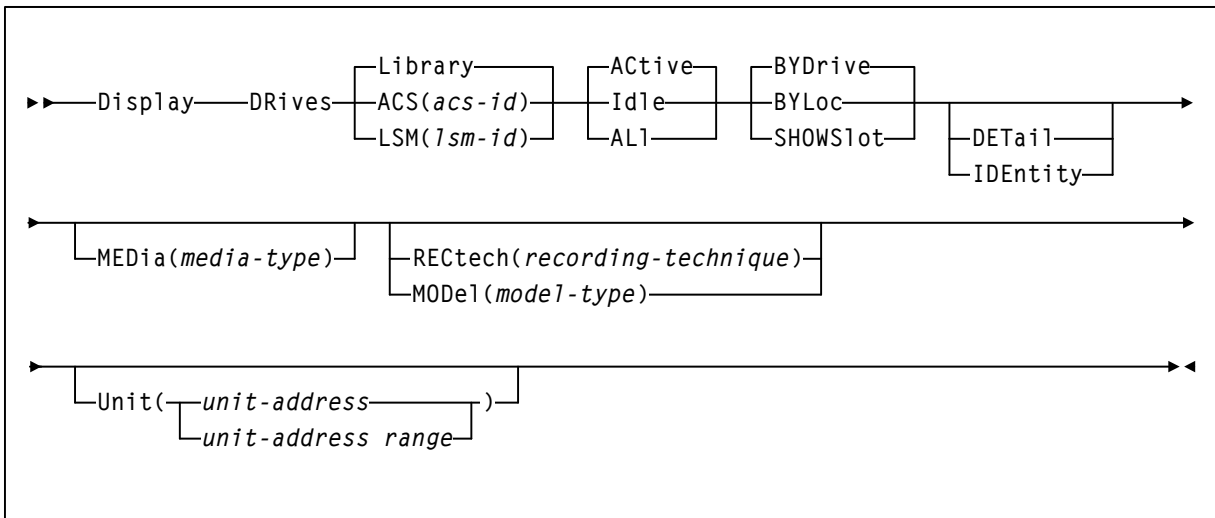 Library ACtive BYDrive
Display DRives ACS(acs-id) Idle BYLoc
LSM(lsm-id) ALl SHOWSlot DETail
IDEntity
MEDia(media-type) RECtech(recording-technique)
MODel(model-type)
Unit( unit-address )
unit-address range